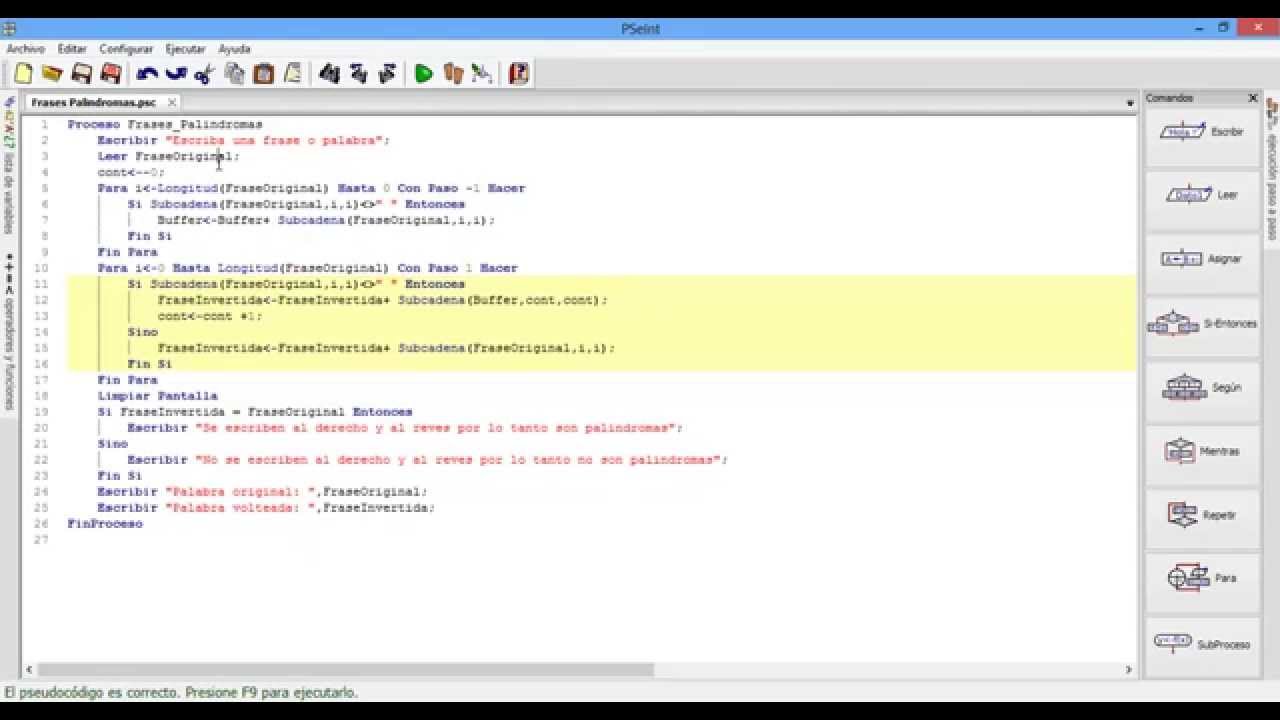 PSeInt
Archivo Editar Configurar Ejecutar Ayuda
Frases Palindromas.psc
Comandos
1 Proceso Frases_Palindromas
2 Escribir "Escriba una frase o palabra";
3 Leer FraseOriginal;
4 cont<--0;
5 Para i<-Longitud(FraseOriginal) Hasta 0 Con Paso -1 Hacer
6 Si Subcadena(FraseOriginal,i,i)<>" " Entonces
7 Buffer<-Buffer+ Subcadena(FraseOriginal,i,i);
8 Fin Si
9 Fin Para
10 Para i<-0 Hasta Longitud(FraseOriginal) Con Paso 1 Hacer
11 Si Subcadena(FraseOriginal,i,i)<>" " Entonces
12 FraseInvertida<-FraseInvertida+ Subcadena(Buffer,cont,cont);
13 cont<-cont +1;
14 Sino
15 FraseInvertida<-FraseInvertida+ Subcadena(FraseOriginal,i,i);
16 Fin Si
17 Fin Para
18 Limpiar Pantalla
19 Si FraseInvertida = FraseOriginal Entonces
20 Escribir "Se escriben al derecho y al reves por lo tanto son palindromas";
21 Sino
22 Escribir "No se escriben al derecho y al reves por lo tanto no son palindromas";
23 Fin Si
24 Escribir "Palabra original: ",FraseOriginal;
25 Escribir "Palabra volteada: ",FraseInvertida;
26 FinProceso
27
lista de variables
operadores y funciones
Escribir
Leer
Asignar
Si-Entonces
Según
Mientras
Repetir
Para
SubProceso
ejecución paso a paso
El pseudocódigo es correcto. Presione F9 para ejecutarlo.